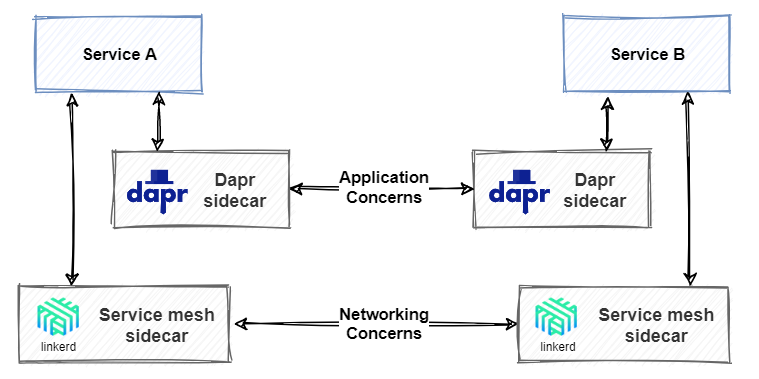 Service A
Service B
dapr
Dapr
sidecar
Application
Concerns
dapr
Dapr
sidecar
linkerd
Service mesh
sidecar
Networking
Concerns
linkerd
Service mesh
sidecar